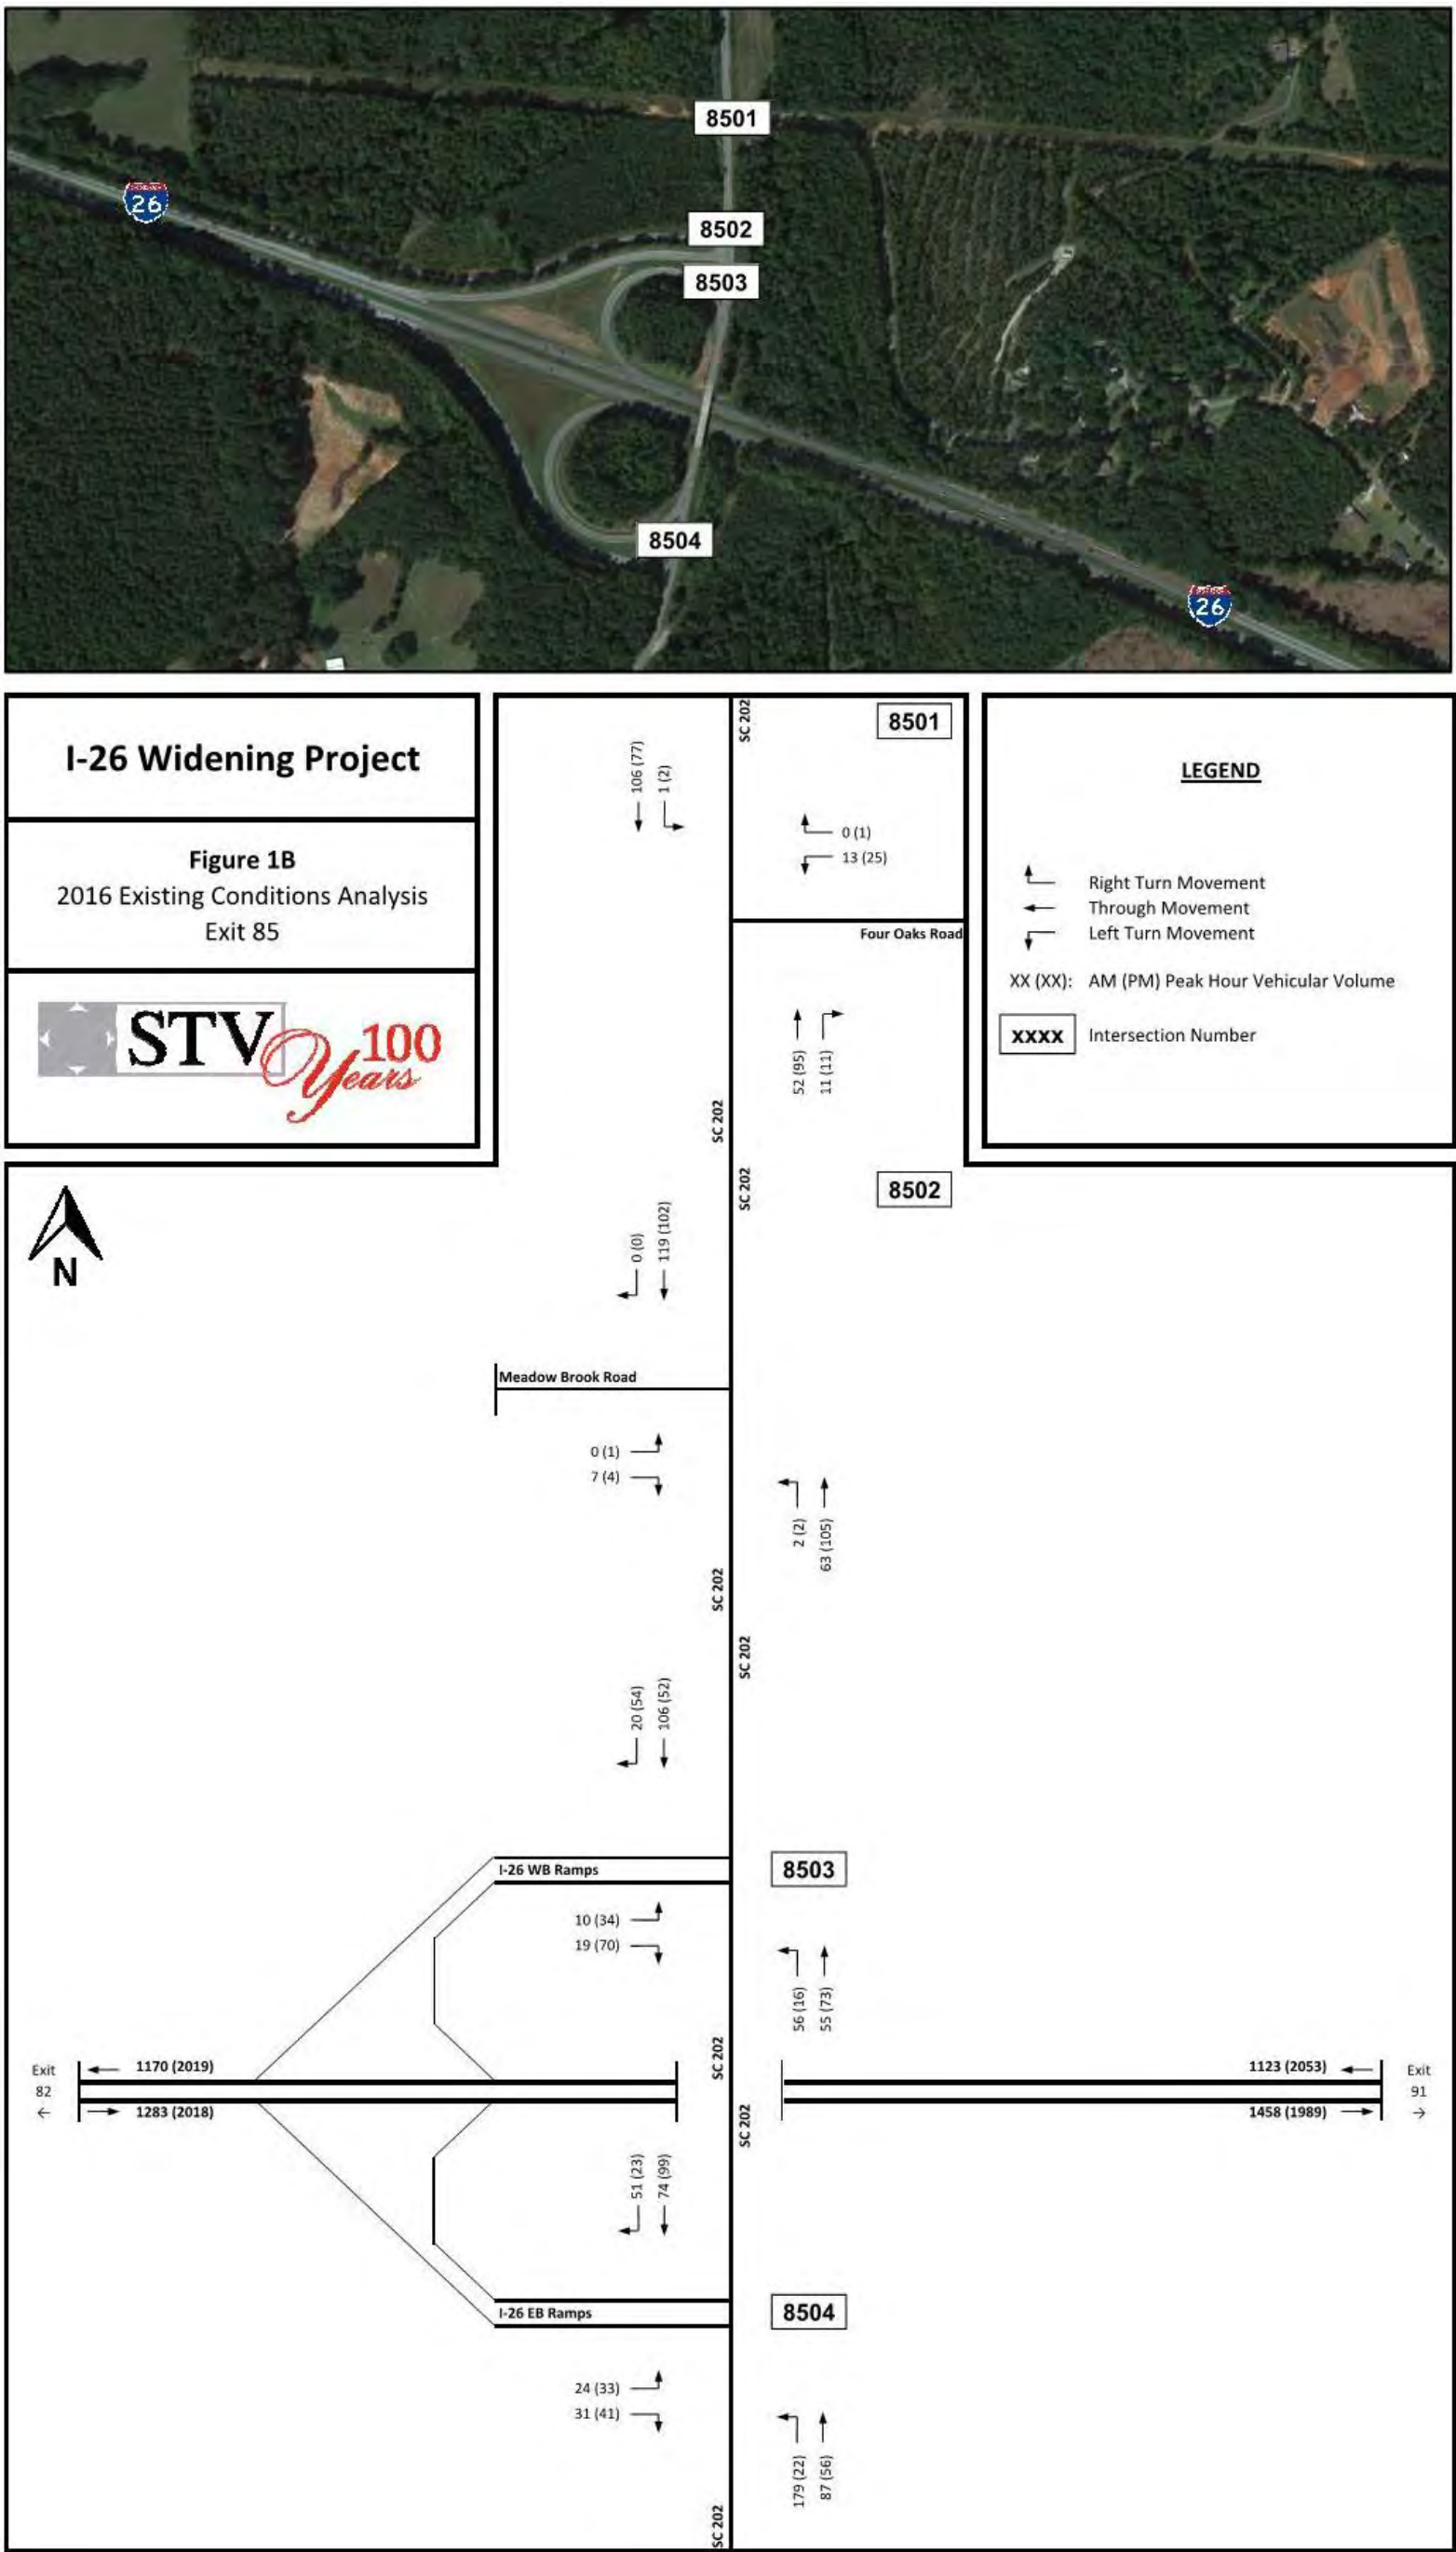 8501
26
8502
8503
8504
26
I-26 Widening Project
Figure 1B
2016 Existing Conditions Analysis
Exit 85
STV 100
Years
SC 202
8501
106 (77)
1 (2)
0 (1)
13 (25)
Four Oaks Road
52 (95)
11 (11)
SC 202
LEGEND
Right Turn Movement
Through Movement
Left Turn Movement
XX (XX): AM (PM) Peak Hour Vehicular Volume
XXXX Intersection Number
N
SC 202
8502
0 (0)
119 (102)
Meadow Brook Road
0 (1)
7 (4)
2 (2)
63 (105)
SC 202
SC 202
20 (54)
106 (52)
I-26 WB Ramps
8503
10 (34)
19 (70)
56 (16)
55 (73)
SC 202
Exit
82
←
1170 (2019)
1283 (2018)
1123 (2053)
1458 (1989)
Exit
91
→
SC 202
51 (23)
74 (99)
I-26 EB Ramps
8504
24 (33)
31 (41)
179 (22)
87 (56)
SC 202